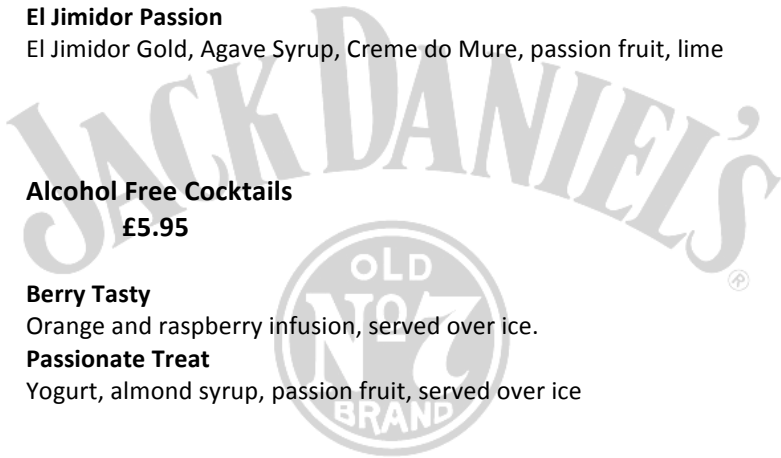 El Jimidor Passion
El Jimidor Gold, Agave Syrup, Creme do Mure, passion fruit, lime
JACK DANIEL'S
Alcohol Free Cocktails
£5.95
OLD
Berry Tasty
Nº7
Orange and raspberry infusion, served over ice.
Passionate Treat
Yogurt, almond syrup, passion fruit, served over ice
BRAND
®